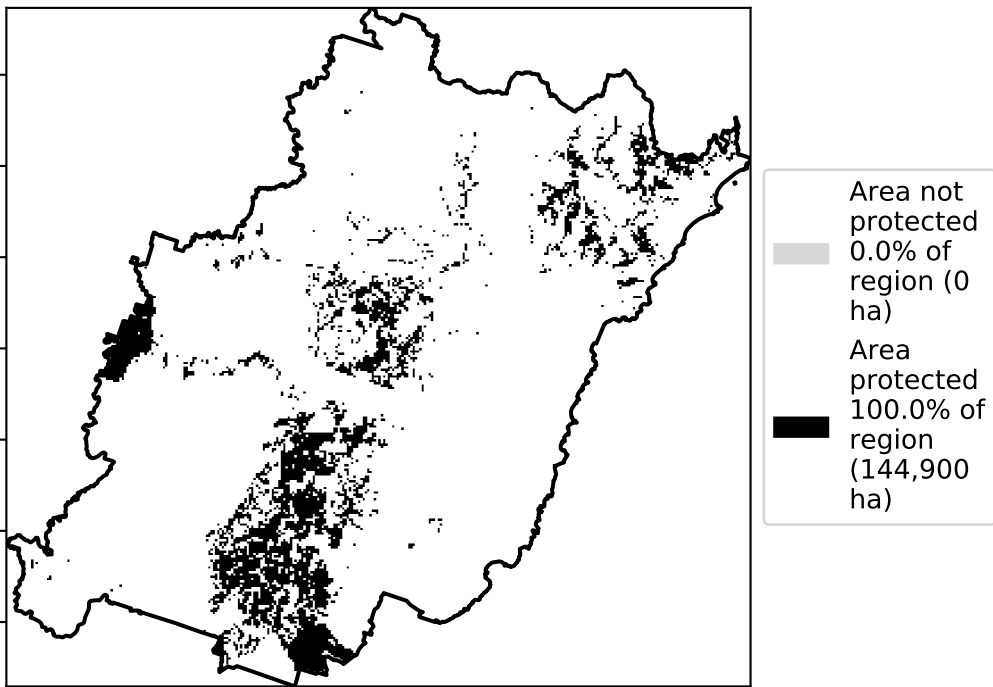 Area not
protected
0.0% of
region (0
ha)
Area
protected
100.0% of
region
(144,900
ha)